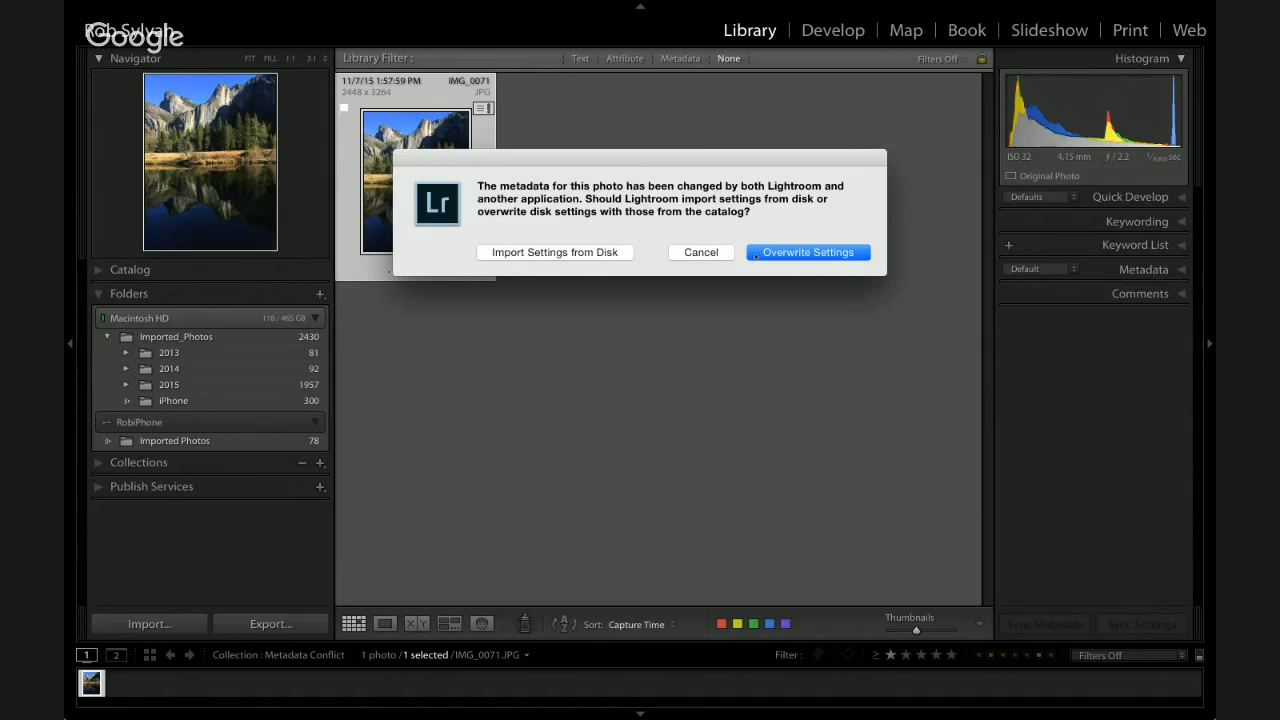 Rob Sylvan
Google
Library | Develop | Map | Book | Slideshow | Print | Web
Navigator FIT FILL 1:1 3:1
Library Filter : Text Attribute Metadata None Filters Off
Histogram
11/7/15 1:57:59 PM IMG_0071
2448 x 3264 JPG
The metadata for this photo has been changed by both Lightroom and
another application. Should Lightroom import settings from disk or
overwrite disk settings with those from the catalog?
Lr
Import Settings from Disk Cancel Overwrite Settings
ISO 32 4.15 mm ƒ / 2.2 1/680 sec
Original Photo
Defaults Quick Develop
Keywording
+ Keyword List
Default Metadata
Comments
Catalog
Folders +
Macintosh HD 118 / 465 GB
Imported_Photos 2430
2013 81
2014 92
2015 1957
iPhone 300
RobiPhone
Imported Photos 78
Collections − +
Publish Services +
Import... Export...
X Y
A Z
Sort: Capture Time
Thumbnails
Sync Metadata Sync Settings
1 2 Collection : Metadata Conflict 1 photo / 1 selected / IMG_0071.JPG
Filter : ≥ ★ ★ ★ ★ ★ Filters Off